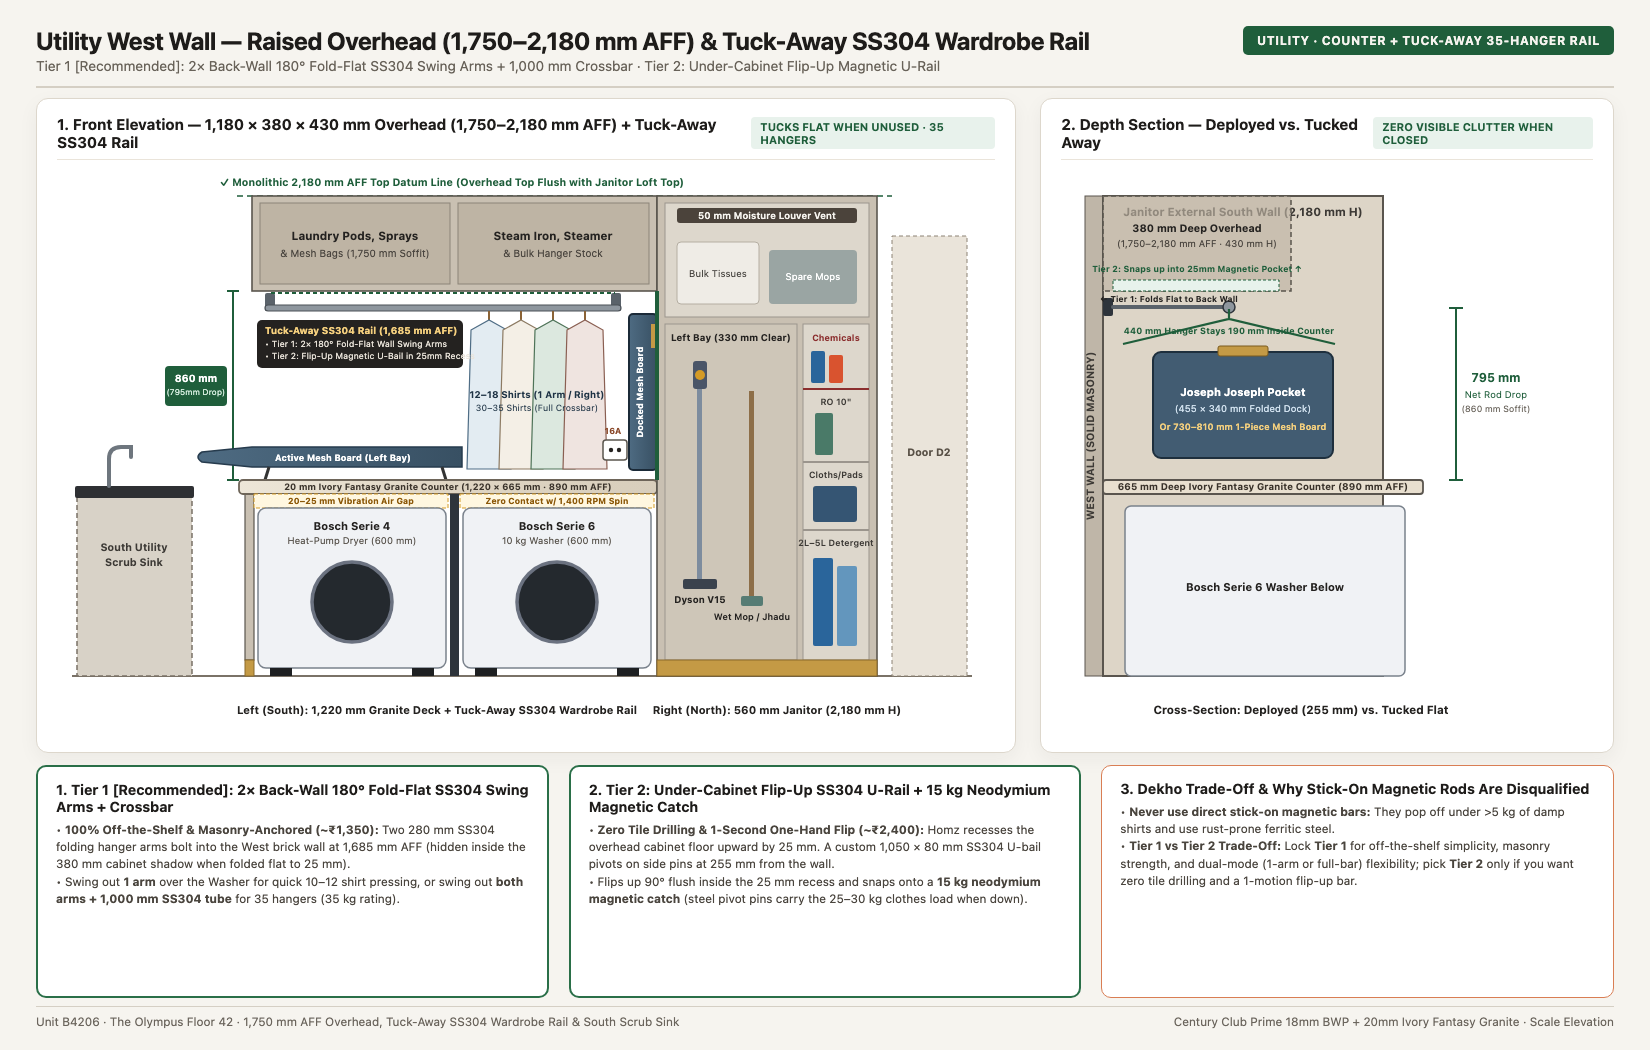 Utility West Wall — Raised Overhead (1,750–2,180 mm AFF) & Tuck-Away SS304 Wardrobe Rail
UTILITY · COUNTER + TUCK-AWAY 35-HANGER RAIL
Tier 1 [Recommended]: 2× Back-Wall 180° Fold-Flat SS304 Swing Arms + 1,000 mm Crossbar · Tier 2: Under-Cabinet Flip-Up Magnetic U-Rail
1. Front Elevation — 1,180 × 380 × 430 mm Overhead (1,750–2,180 mm AFF) + Tuck-Away
SS304 Rail
TUCKS FLAT WHEN UNUSED · 35
HANGERS
✓ Monolithic 2,180 mm AFF Top Datum Line (Overhead Top Flush with Janitor Loft Top)
Laundry Pods, Sprays
& Mesh Bags (1,750 mm Soffit)
Steam Iron, Steamer
& Bulk Hanger Stock
50 mm Moisture Louver Vent
Bulk Tissues
Spare Mops
Tuck-Away SS304 Rail (1,685 mm AFF)
• Tier 1: 2× 180° Fold-Flat Wall Swing Arms
• Tier 2: Flip-Up Magnetic U-Bail in 25mm Rece
860 mm
(795mm Drop)
12–18 Shirts (1 Arm / Right)
30–35 Shirts (Full Crossbar)
Docked Mesh Board
16A
Left Bay (330 mm Clear)
Chemicals
RO 10"
Cloths/Pads
2L–5L Detergent
Dyson V15
Wet Mop / Jhadu
Door D2
Active Mesh Board (Left Bay)
20 mm Ivory Fantasy Granite Counter (1,220 × 665 mm · 890 mm AFF)
20–25 mm Vibration Air Gap
Zero Contact w/ 1,400 RPM Spin
Bosch Serie 4
Heat-Pump Dryer (600 mm)
Bosch Serie 6
10 kg Washer (600 mm)
South Utility
Scrub Sink
Left (South): 1,220 mm Granite Deck + Tuck-Away SS304 Wardrobe Rail
Right (North): 560 mm Janitor (2,180 mm H)
2. Depth Section — Deployed vs. Tucked
Away
ZERO VISIBLE CLUTTER WHEN
CLOSED
Janitor External South Wall (2,180 mm H)
380 mm Deep Overhead
(1,750–2,180 mm AFF · 430 mm H)
Tier 2: Snaps up into 25mm Magnetic Pocket ↑
Tier 1: Folds Flat to Back Wall
440 mm Hanger Stays 190 mm Inside Counter
Joseph Joseph Pocket
(455 × 340 mm Folded Dock)
Or 730–810 mm 1-Piece Mesh Board
WEST WALL (SOLID MASONRY)
795 mm
Net Rod Drop
(860 mm Soffit)
665 mm Deep Ivory Fantasy Granite Counter (890 mm AFF)
Bosch Serie 6 Washer Below
Cross-Section: Deployed (255 mm) vs. Tucked Flat
1. Tier 1 [Recommended]: 2× Back-Wall 180° Fold-Flat SS304 Swing
Arms + Crossbar
• 100% Off-the-Shelf & Masonry-Anchored (~₹1,350): Two 280 mm SS304
folding hanger arms bolt into the West brick wall at 1,685 mm AFF (hidden inside the
380 mm cabinet shadow when folded flat to 25 mm).
• Swing out 1 arm over the Washer for quick 10–12 shirt pressing, or swing out both
arms + 1,000 mm SS304 tube for 35 hangers (35 kg rating).
2. Tier 2: Under-Cabinet Flip-Up SS304 U-Rail + 15 kg Neodymium
Magnetic Catch
• Zero Tile Drilling & 1-Second One-Hand Flip (~₹2,400): Homz recesses the
overhead cabinet floor upward by 25 mm. A custom 1,050 × 80 mm SS304 U-bail
pivots on side pins at 255 mm from the wall.
• Flips up 90° flush inside the 25 mm recess and snaps onto a 15 kg neodymium
magnetic catch (steel pivot pins carry the 25–30 kg clothes load when down).
3. Dekho Trade-Off & Why Stick-On Magnetic Rods Are Disqualified
• Never use direct stick-on magnetic bars: They pop off under >5 kg of damp
shirts and use rust-prone ferritic steel.
• Tier 1 vs Tier 2 Trade-Off: Lock Tier 1 for off-the-shelf simplicity, masonry
strength, and dual-mode (1-arm or full-bar) flexibility; pick Tier 2 only if you want
zero tile drilling and a 1-motion flip-up bar.
Unit B4206 · The Olympus Floor 42 · 1,750 mm AFF Overhead, Tuck-Away SS304 Wardrobe Rail & South Scrub Sink
Century Club Prime 18mm BWP + 20mm Ivory Fantasy Granite · Scale Elevation